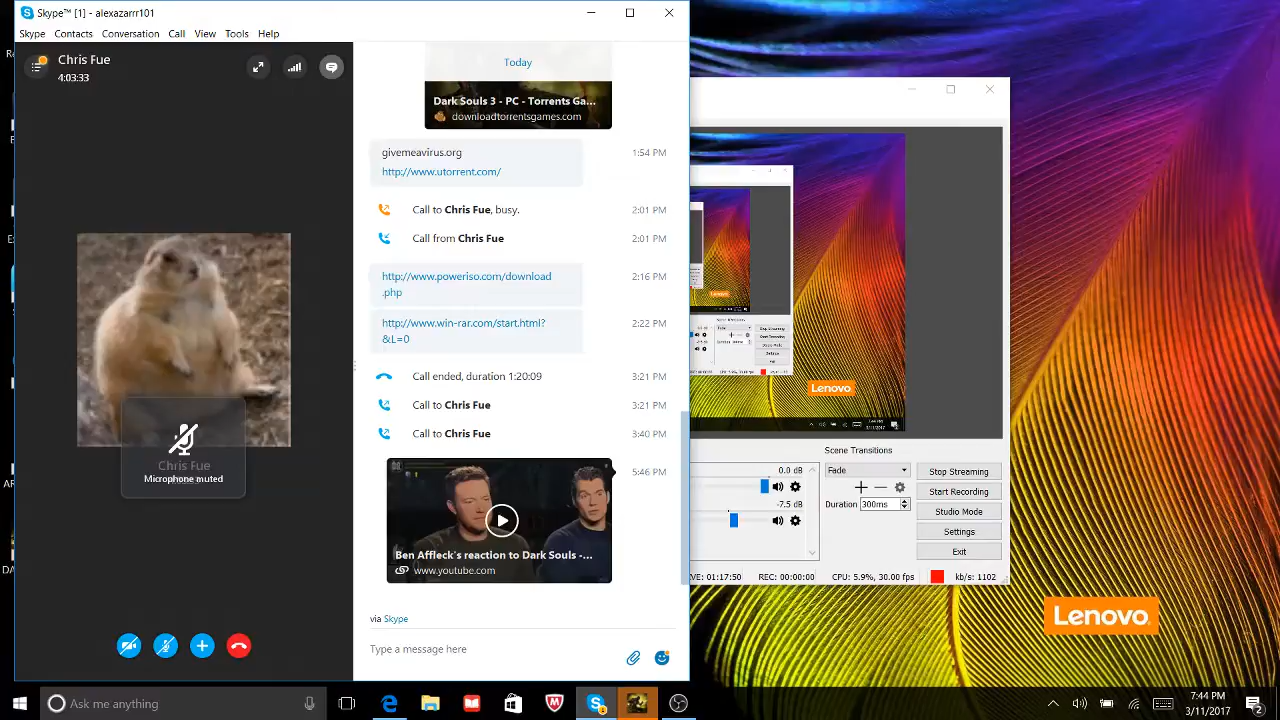 Skype™ [1] - alexazarrr101
Skype Contacts Conversation Call View Tools Help
Chris Fue
4:03:33
Today
Dark Souls 3 - PC - Torrents Ga...
downloadtorrentsgames.com
givemeavirus.org
http://www.utorrent.com/
1:54 PM
Call to Chris Fue, busy.
2:01 PM
Call from Chris Fue
2:01 PM
http://www.poweriso.com/download
.php
2:16 PM
http://www.win-rar.com/start.html?
&L=0
2:22 PM
Call ended, duration 1:20:09
3:21 PM
Call to Chris Fue
3:21 PM
Call to Chris Fue
3:40 PM
5:46 PM
Ben Affleck's reaction to Dark Souls -...
www.youtube.com
Chris Fue
Microphone muted
via Skype
Type a message here
Lenovo
Scene Transitions
0.0 dB
Fade
Stop Streaming
Duration 300ms
Start Recording
-7.5 dB
Studio Mode
Settings
Exit
VE: 01:17:50 REC: 00:00:00 CPU: 5.9%, 30.00 fps kb/s: 1102
Lenovo
Ask me anything
7:44 PM
3/11/2017
2